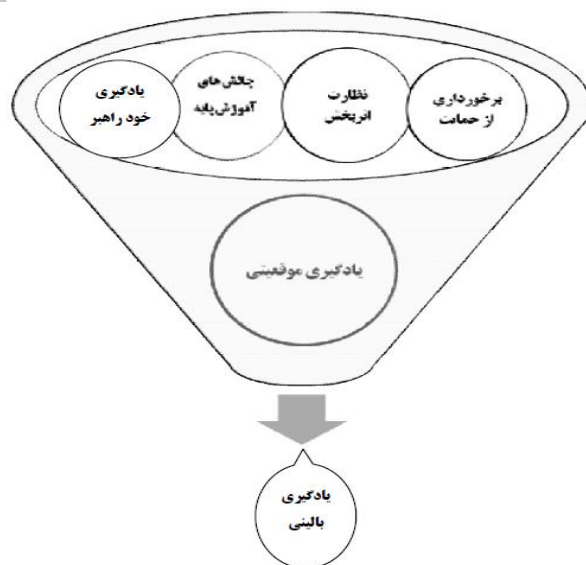 برخورداری
از حمایت
نظارت
اثربخش
چالش‌های
آموزش پایه
یادگیری
خود راهبر
یادگیری موقعیتی
یادگیری
بالینی